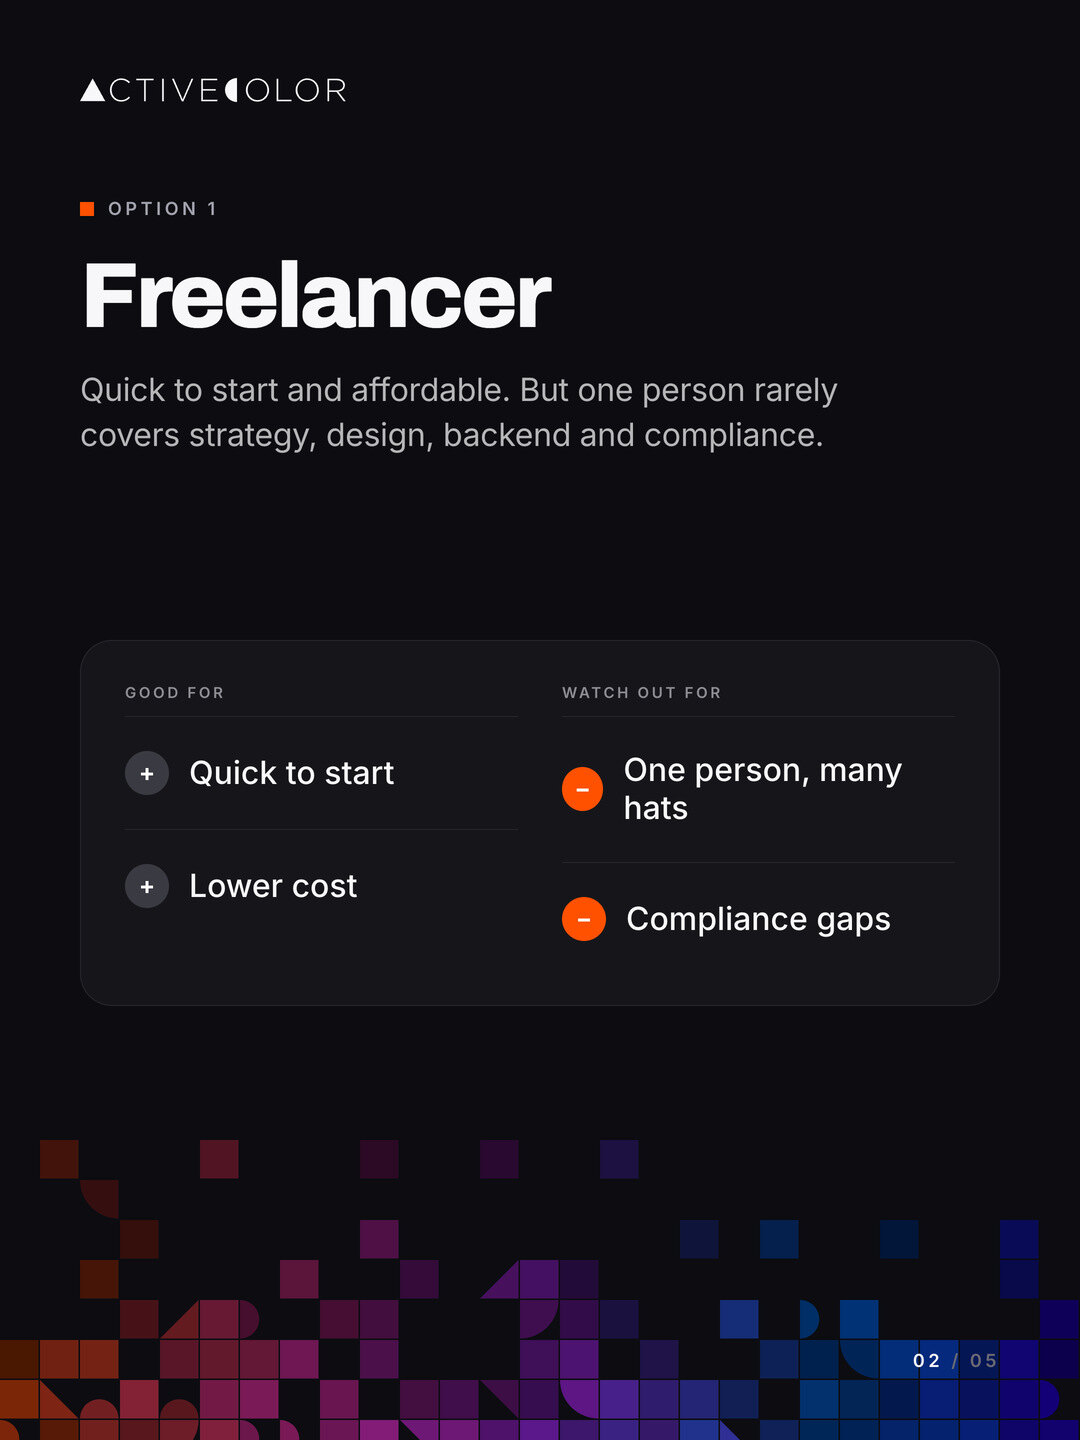 ACTIVECOLOR
OPTION 1
Freelancer
Quick to start and affordable. But one person rarely
covers strategy, design, backend and compliance.
GOOD FOR
+ Quick to start
+ Lower cost
WATCH OUT FOR
– One person, many
hats
– Compliance gaps
02 / 05